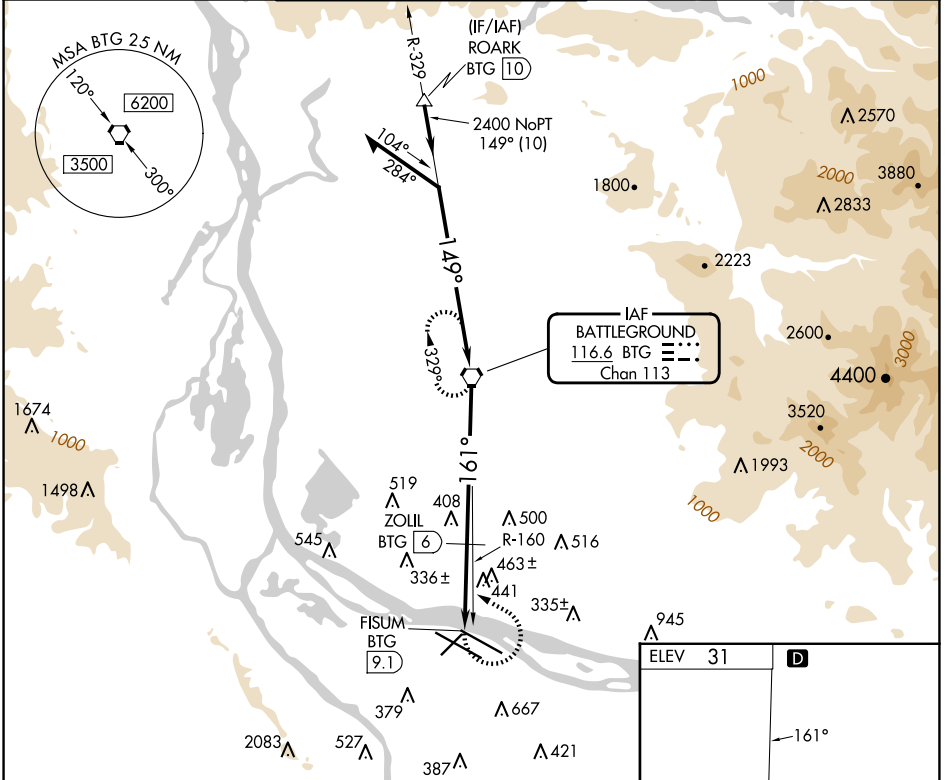 MSA BTG 25 NM
120°
6200
3500
300°
R-329
(IF/IAF)
ROARK
BTG 10
2400 NoPT
149° (10)
104°
284°
149°
329°
1000
2570
2000
3880
1800
2833
2223
IAF
BATTLEGROUND
116.6 BTG
Chan 113
2600
3000
4400
3520
2000
1993
1000
1674
1000
1498
161°
519
408
500
ZOLIL
BTG 6
R-160
516
545
336±
463±
441
335±
FISUM
BTG
9.1
945
ELEV 31
D
161°
379
667
2083
527
387
421